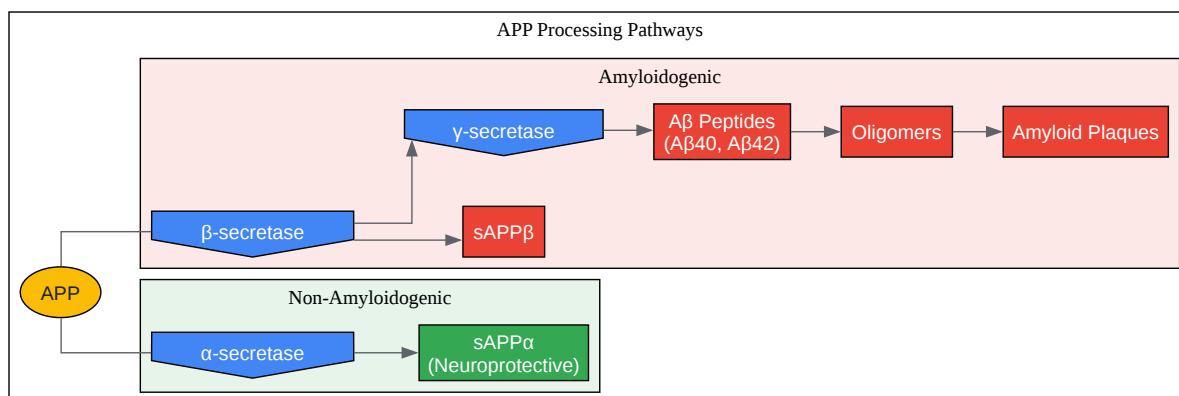 APP Processing Pathways
Amyloidogenic
γ-secretase
Aβ Peptides
(Aβ40, Aβ42)
Oligomers
Amyloid Plaques
β-secretase
sAPPβ
APP
Non-Amyloidogenic
α-secretase
sAPPα
(Neuroprotective)